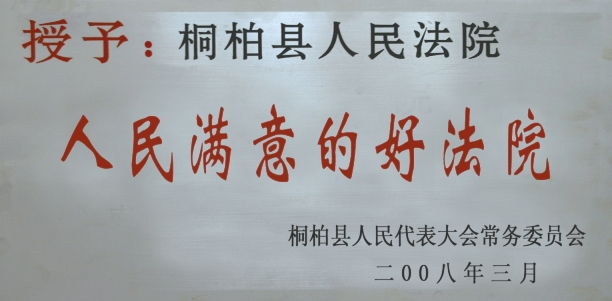 授予：桐柏县人民法院
人民满意的好法院
桐柏县人民代表大会常务委员会
二00八年三月